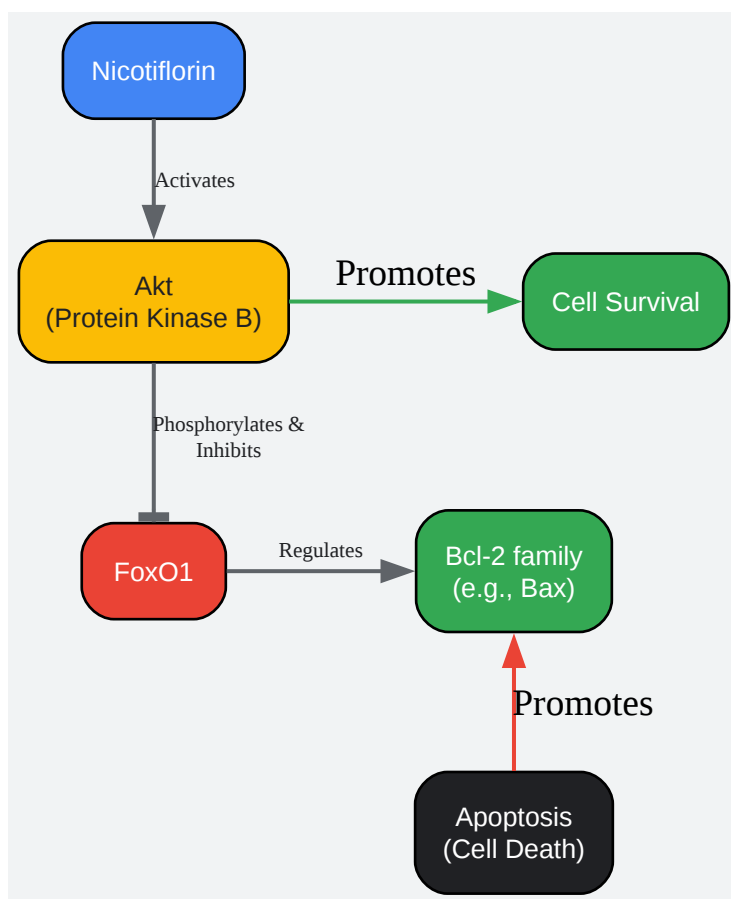 Nicotiflorin
Activates
Akt
(Protein Kinase B)
Promotes
Cell Survival
Phosphorylates &
Inhibits
FoxO1
Regulates
Bcl-2 family
(e.g., Bax)
Promotes
Apoptosis
(Cell Death)